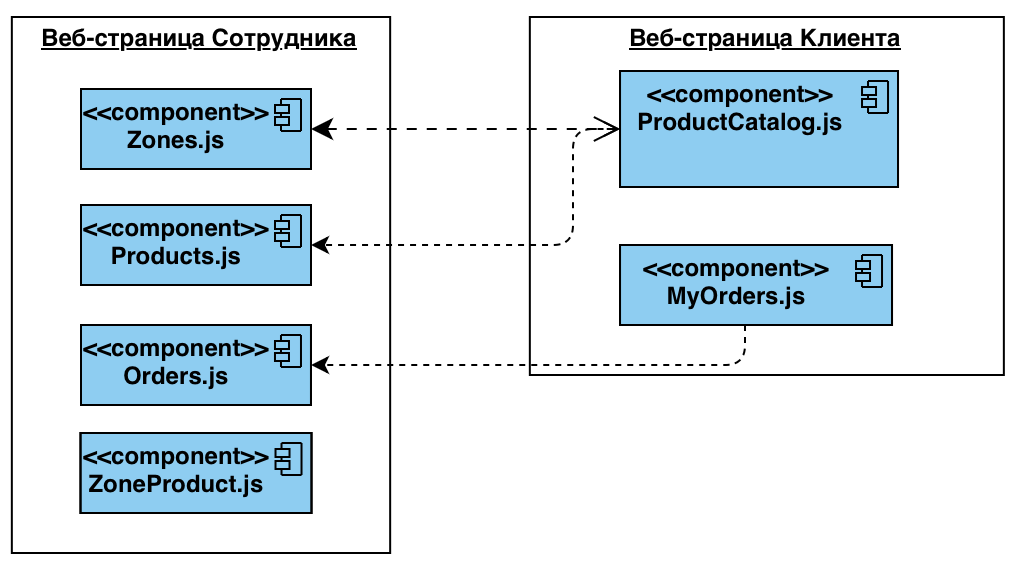 Веб-страница Сотрудника
<<component>>
Zones.js
<<component>>
Products.js
<<component>>
Orders.js
<<component>>
ZoneProduct.js
Веб-страница Клиента
<<component>>
ProductCatalog.js
<<component>>
MyOrders.js